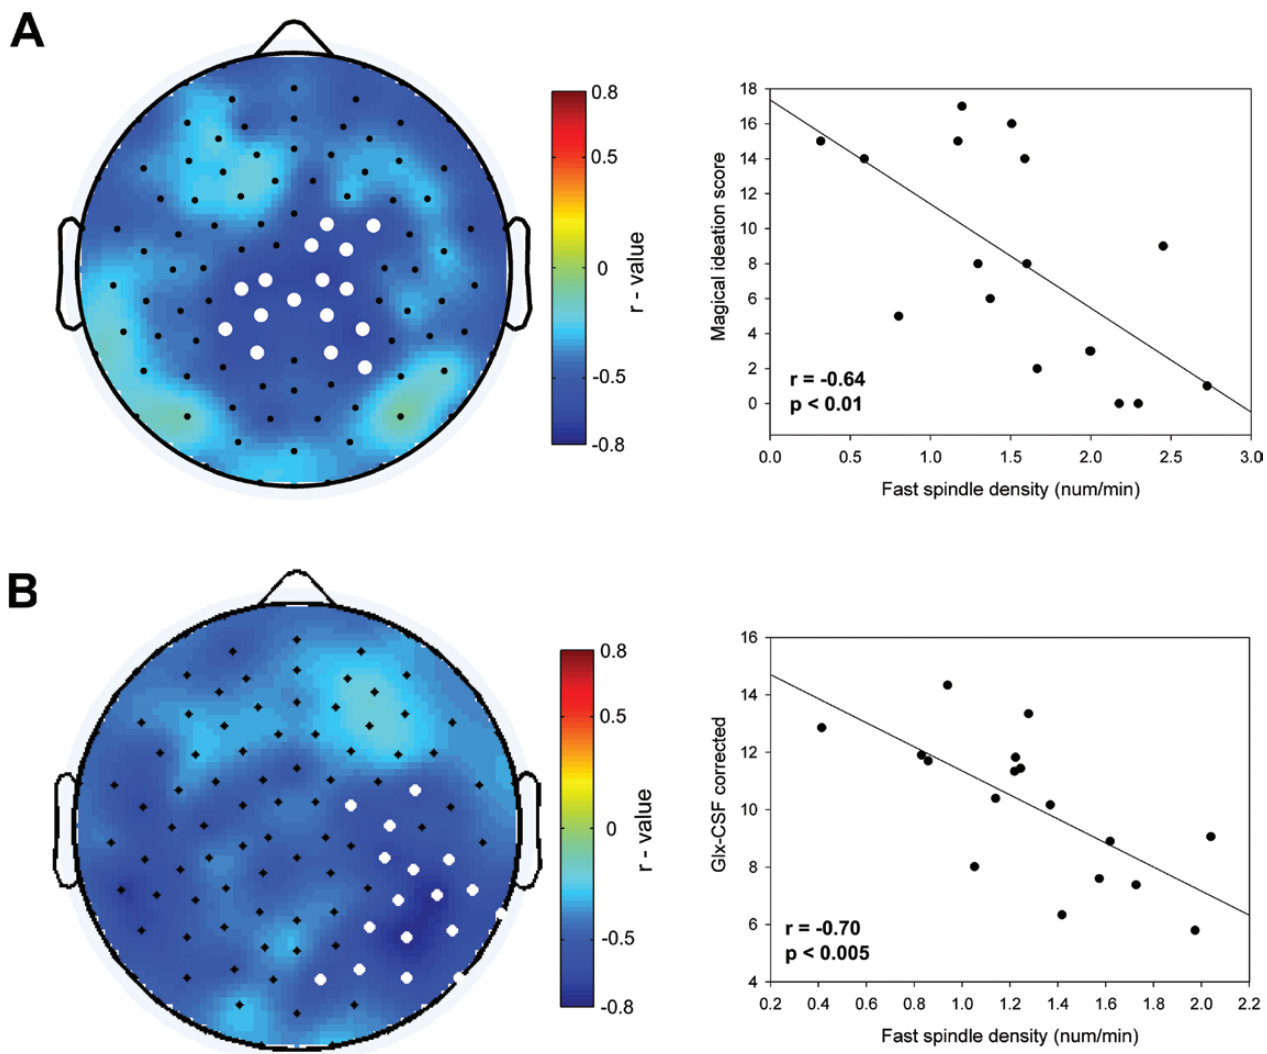 A
0.8
0.5
0
-0.5
-0.8
r - value
18
16
14
12
10
8
6
4
2
0
Magical ideation score
r = -0.64
p < 0.01
0.0 0.5 1.0 1.5 2.0 2.5 3.0
Fast spindle density (num/min)
B
0.8
0.5
0
-0.5
-0.8
r - value
16
14
12
10
8
6
4
Glx-CSF corrected
r = -0.70
p < 0.005
0.2 0.4 0.6 0.8 1.0 1.2 1.4 1.6 1.8 2.0 2.2
Fast spindle density (num/min)